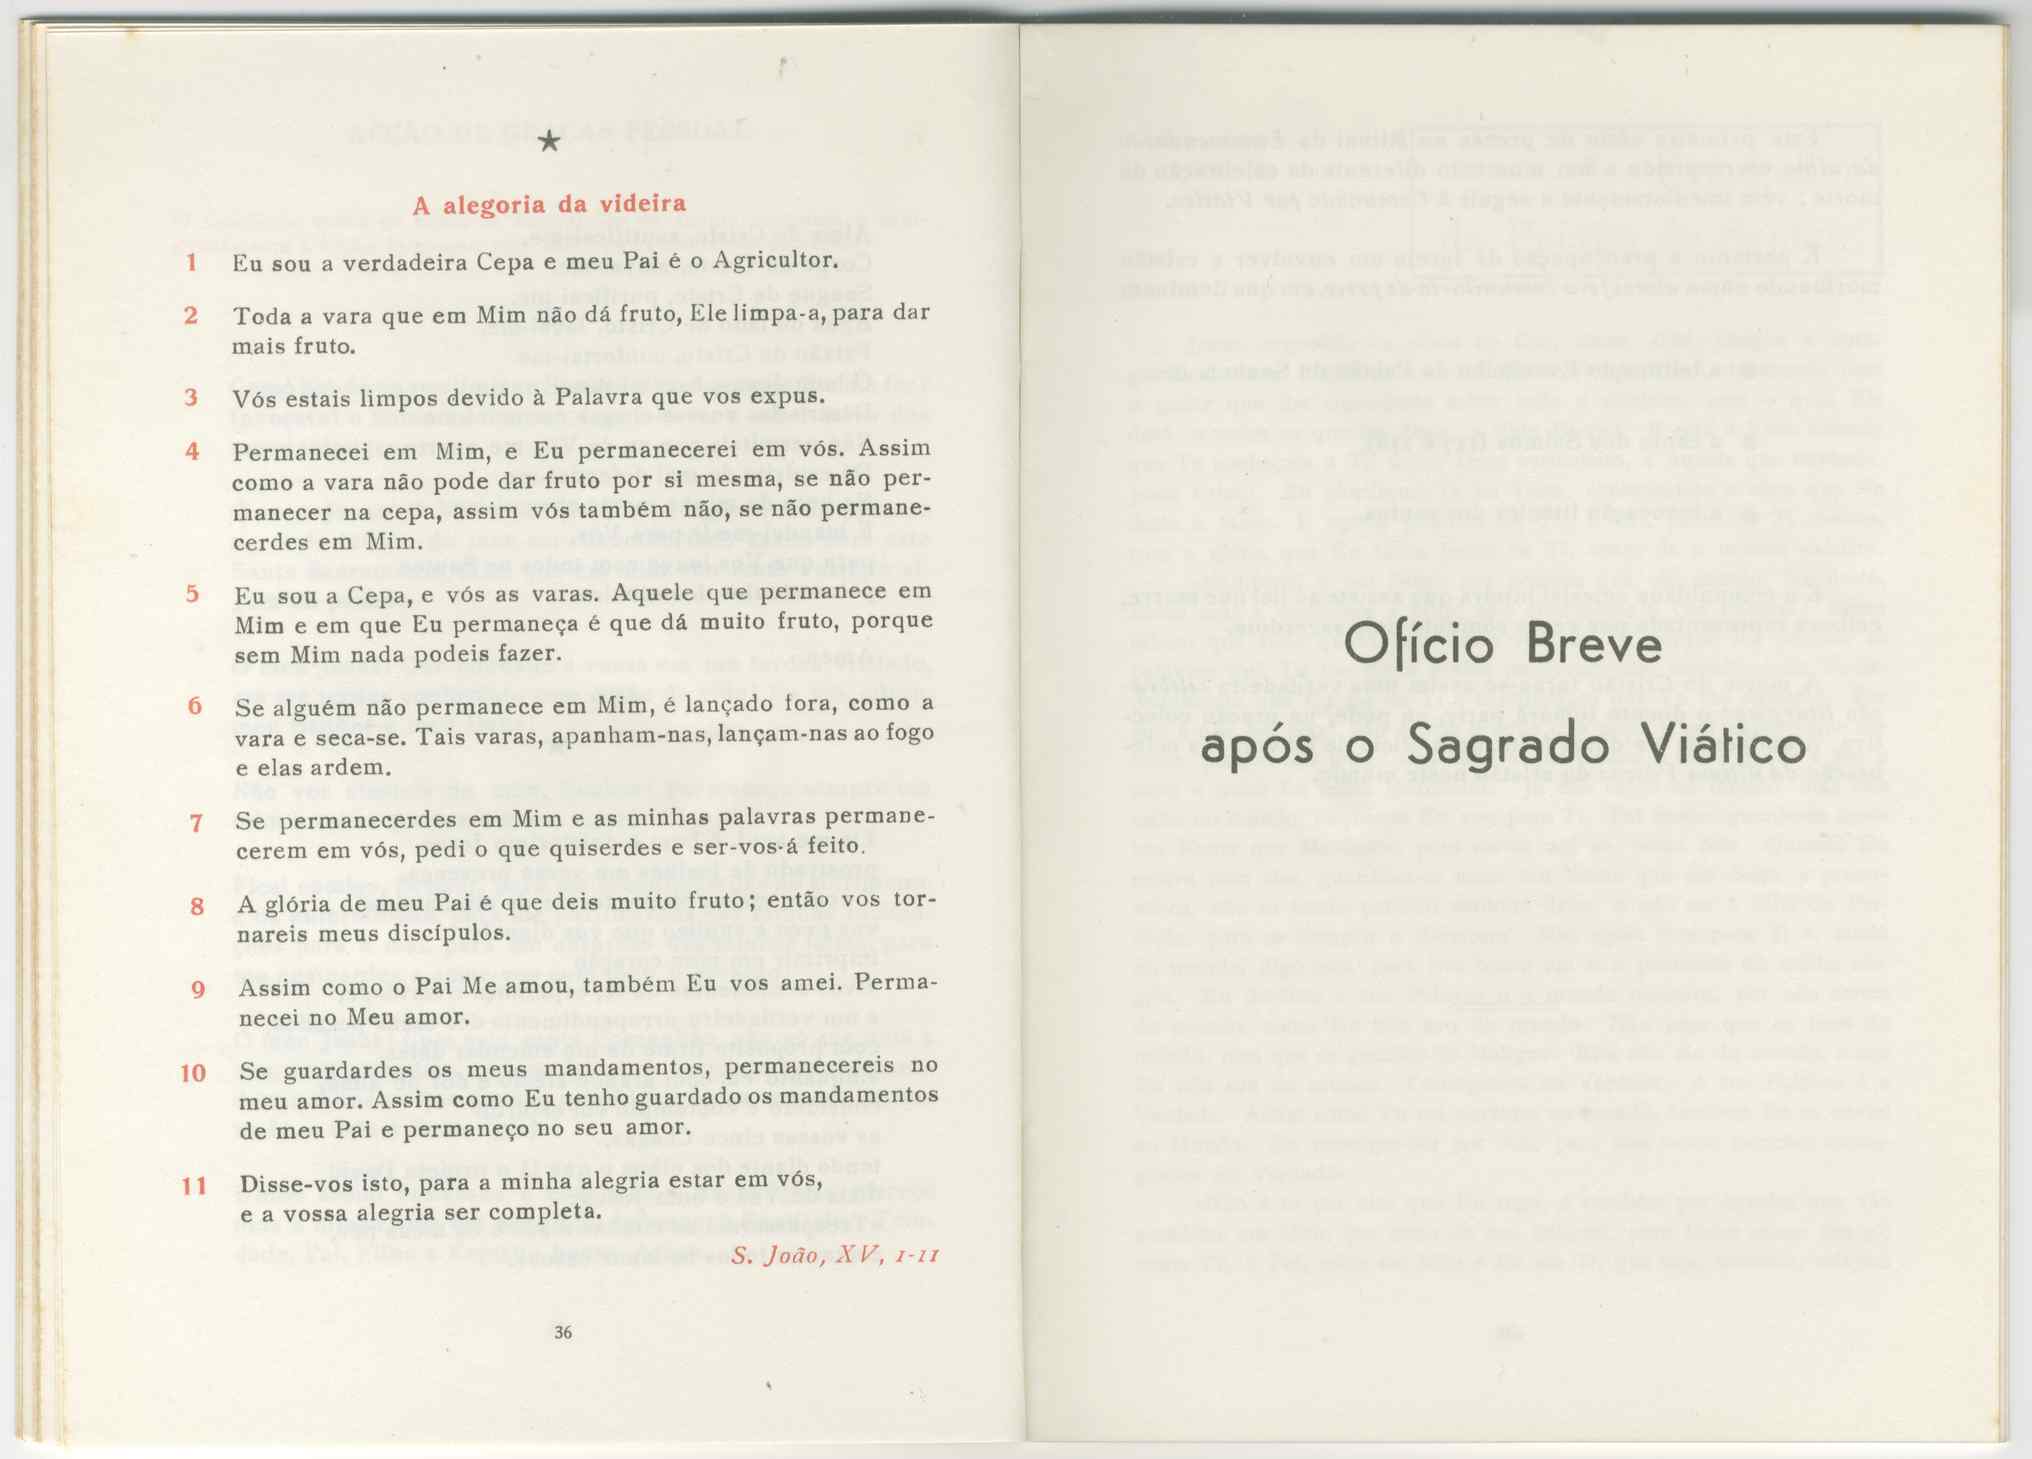 ★
A alegoria da videira
1 Eu sou a verdadeira Cepa e meu Pai é o Agricultor.
2 Toda a vara que em Mim não dá fruto, Ele limpa-a, para dar
mais fruto.
3 Vós estais limpos devido à Palavra que vos expus.
4 Permanecei em Mim, e Eu permanecerei em vós. Assim
como a vara não pode dar fruto por si mesma, se não per-
manecer na cepa, assim vós também não, se não permane-
cerdes em Mim.
5 Eu sou a Cepa, e vós as varas. Aquele que permanece em
Mim e em que Eu permaneça é que dá muito fruto, porque
sem Mim nada podeis fazer.
6 Se alguém não permanece em Mim, é lançado fora, como a
vara e seca-se. Tais varas, apanham-nas, lançam-nas ao fogo
e elas ardem.
7 Se permanecerdes em Mim e as minhas palavras permane-
cerem em vós, pedi o que quiserdes e ser-vos-á feito.
8 A glória de meu Pai é que deis muito fruto; então vos tor-
nareis meus discípulos.
9 Assim como o Pai Me amou, também Eu vos amei. Perma-
necei no Meu amor.
10 Se guardardes os meus mandamentos, permanecereis no
meu amor. Assim como Eu tenho guardado os mandamentos
de meu Pai e permaneço no seu amor.
11 Disse-vos isto, para a minha alegria estar em vós,
e a vossa alegria ser completa.
S. João, XV, 1-11
36
Ofício Breve
após o Sagrado Viático